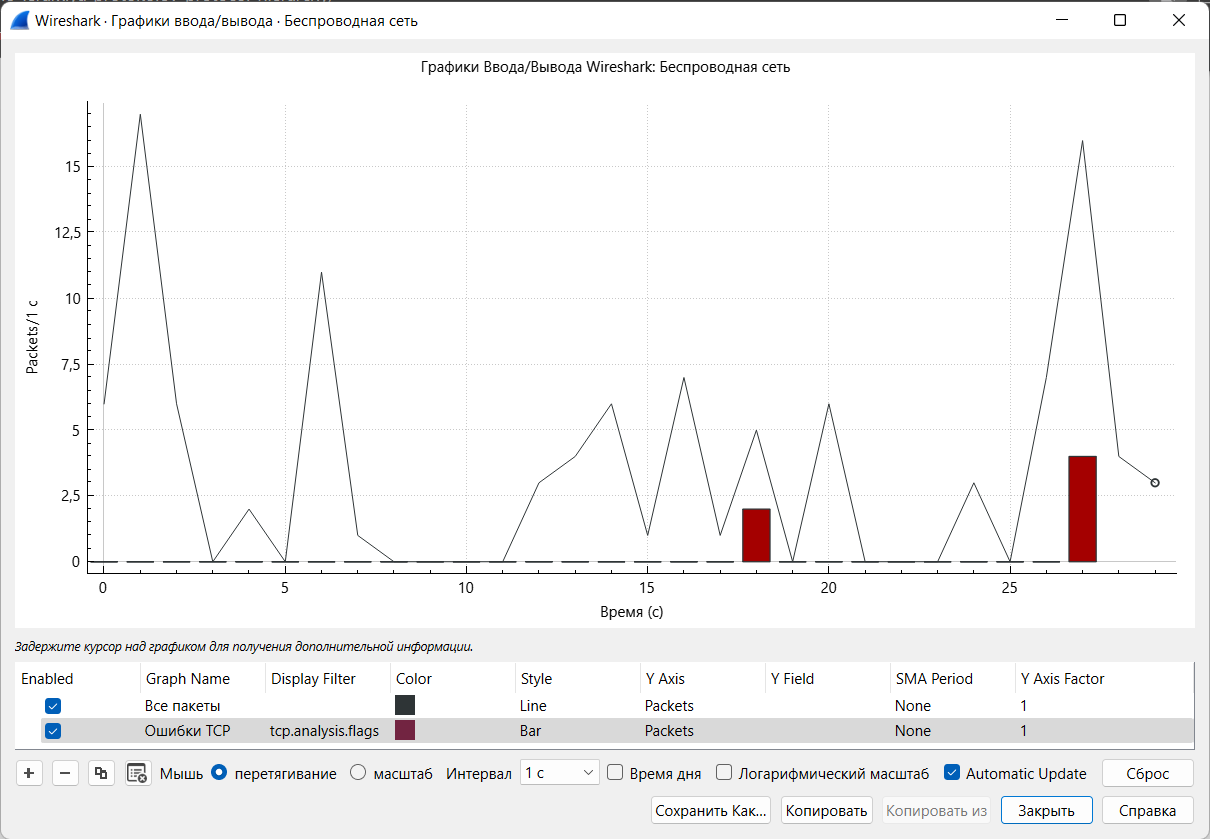 Wireshark · Графики ввода/вывода · Беспроводная сеть
Графики Ввода/Вывода Wireshark: Беспроводная сеть
Packets/1 с
15
12,5
10
7,5
5
2,5
0
0 5 10 15 20 25
Время (с)
Задержите курсор над графиком для получения дополнительной информации.
Enabled Graph Name Display Filter Color Style Y Axis Y Field SMA Period Y Axis Factor
Все пакеты Line Packets None 1
Ошибки TCP tcp.analysis.flags Bar Packets None 1
Мышь перетягивание масштаб Интервал 1 с Время дня Логарифмический масштаб Automatic Update Сброс
Сохранить Как... Копировать Копировать из Закрыть Справка